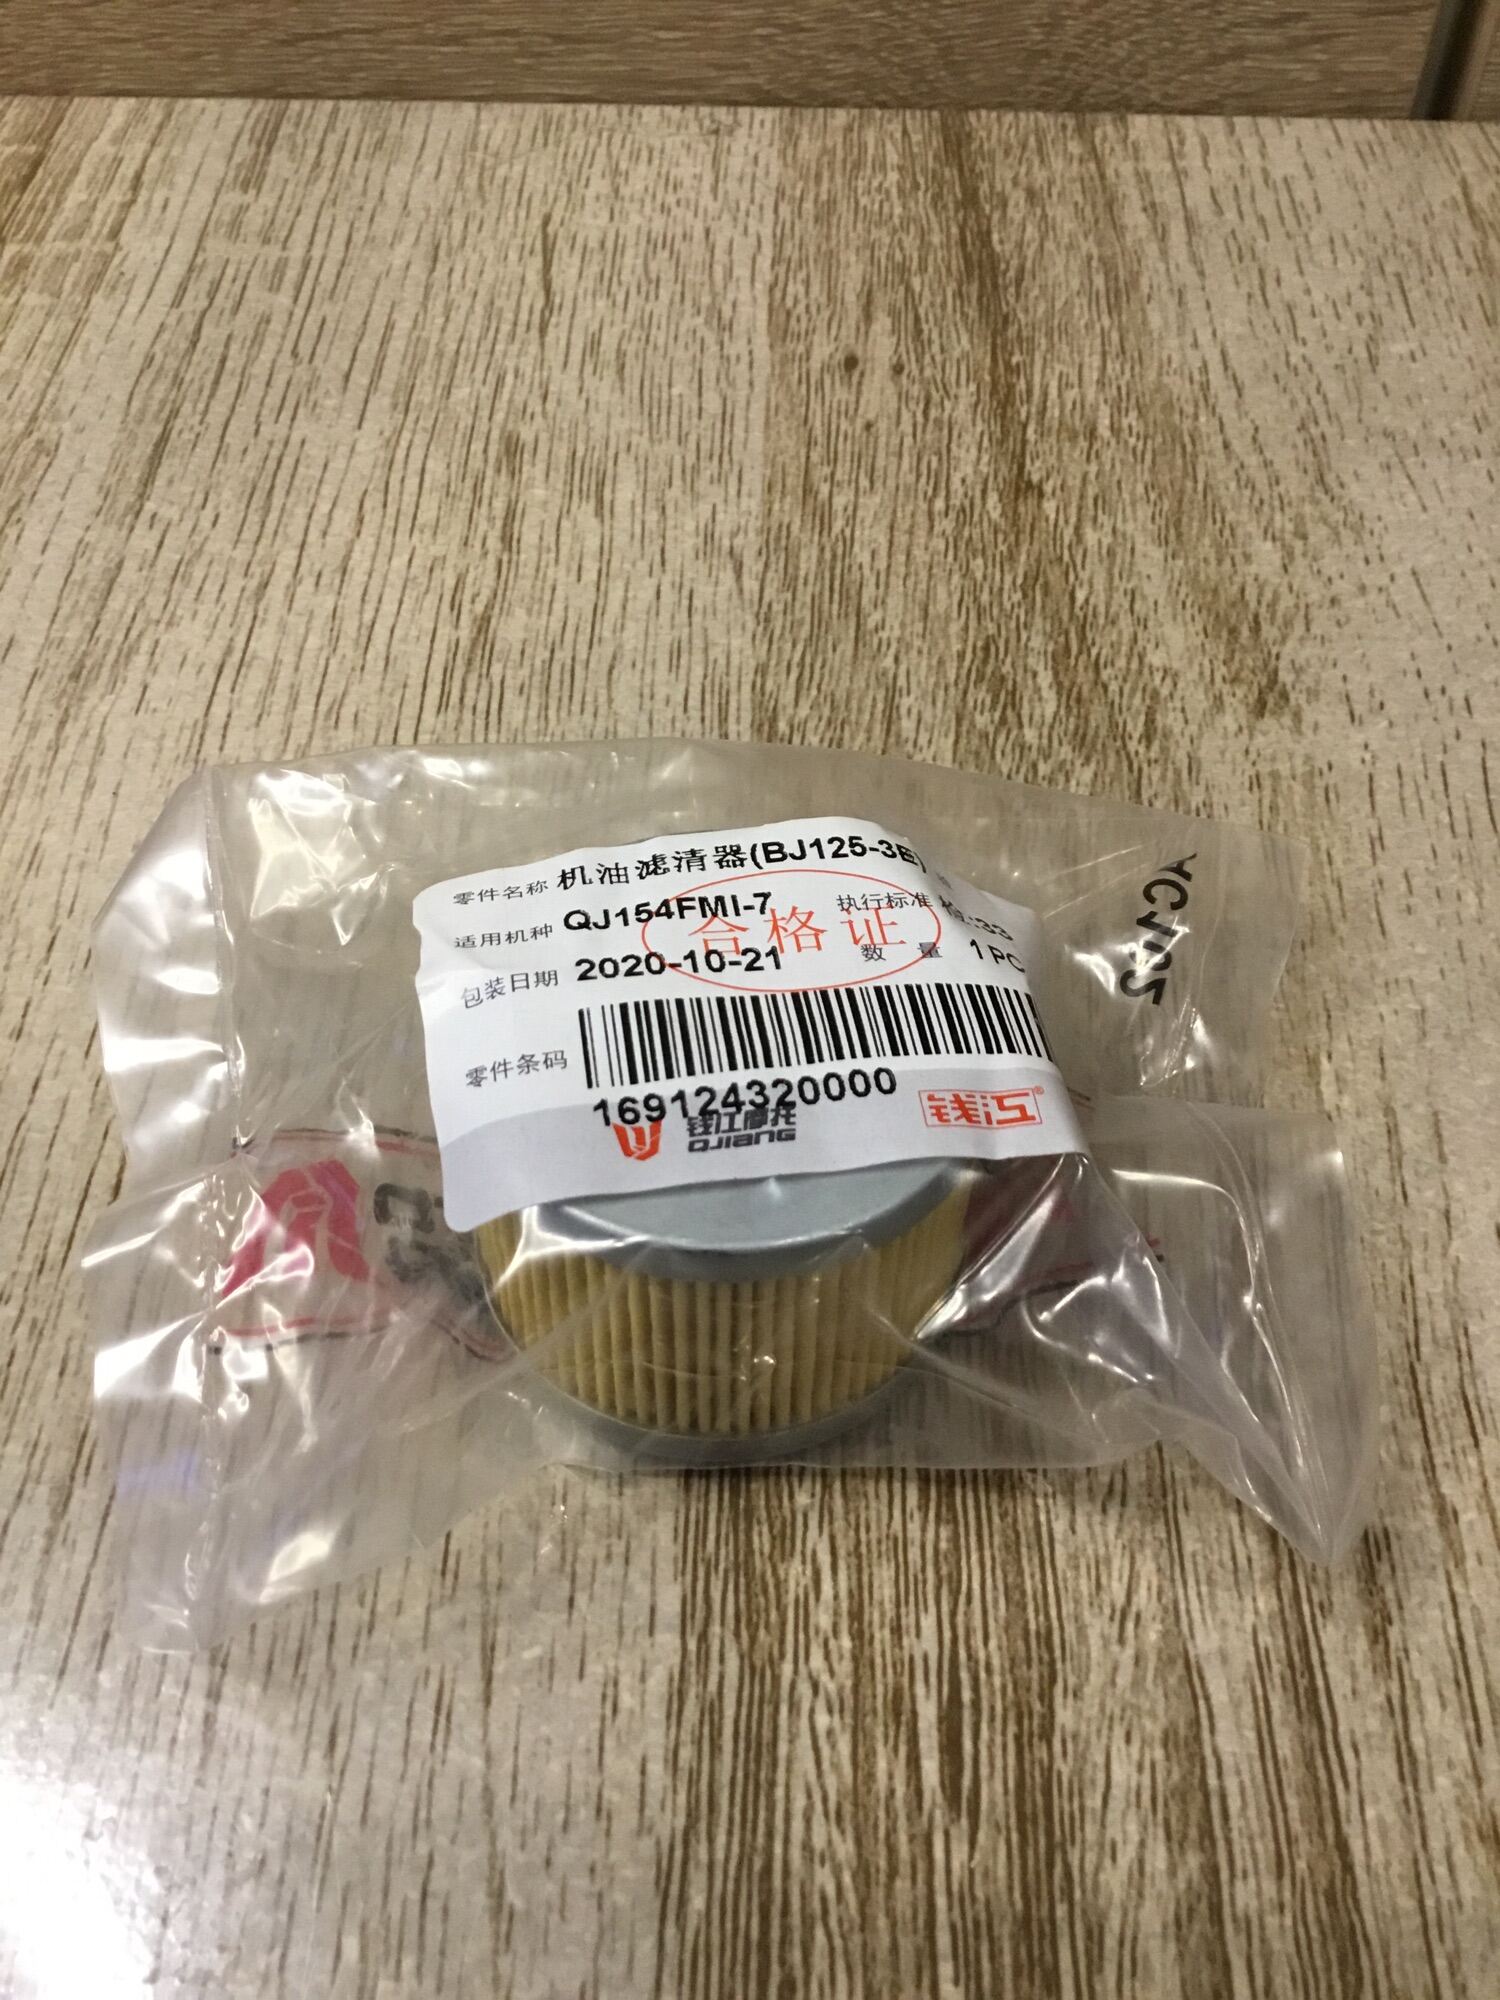 零件名称 机油滤清器(BJ125-3E)
适用机种 QJ154FMI-7 执行标准
合格证
包装日期 2020-10-21 数 量 1PC
零件条码
169124320000
钱江摩托
QJIANG
钱江®